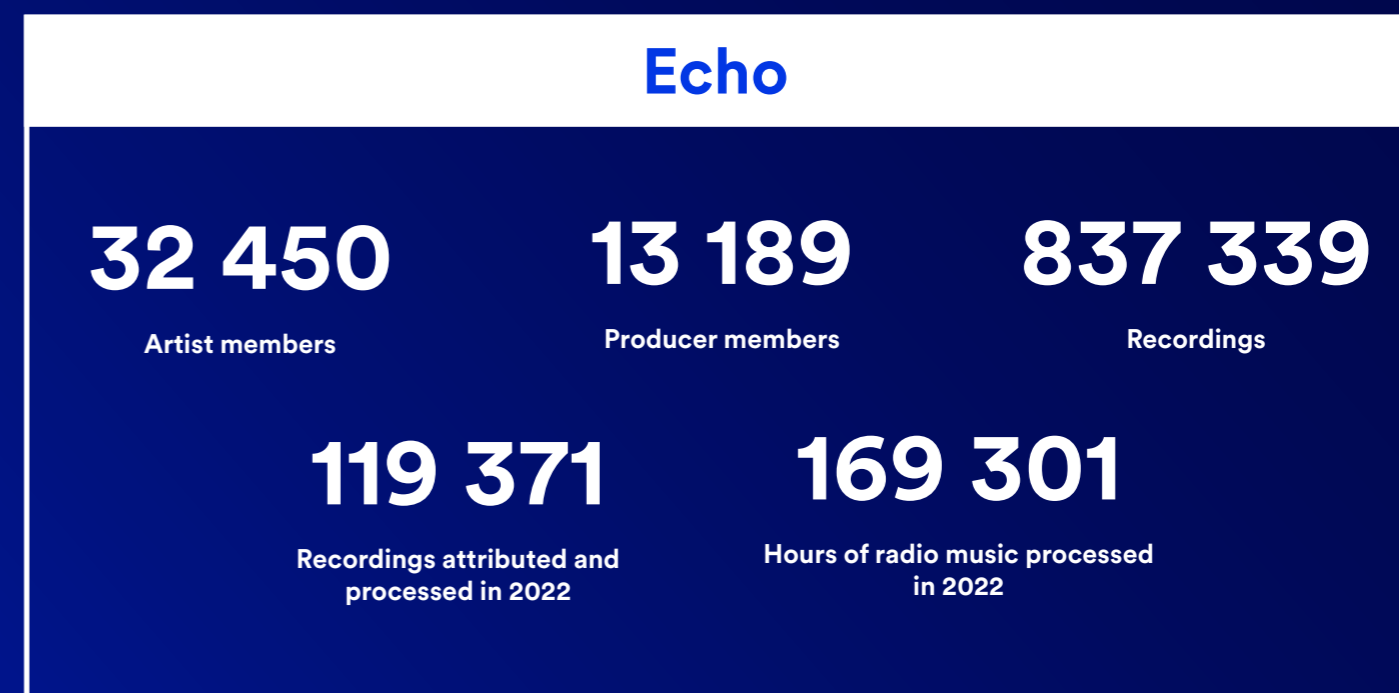 Echo
32 450
Artist members
13 189
Producer members
837 339
Recordings
119 371
Recordings attributed and
processed in 2022
169 301
Hours of radio music processed
in 2022